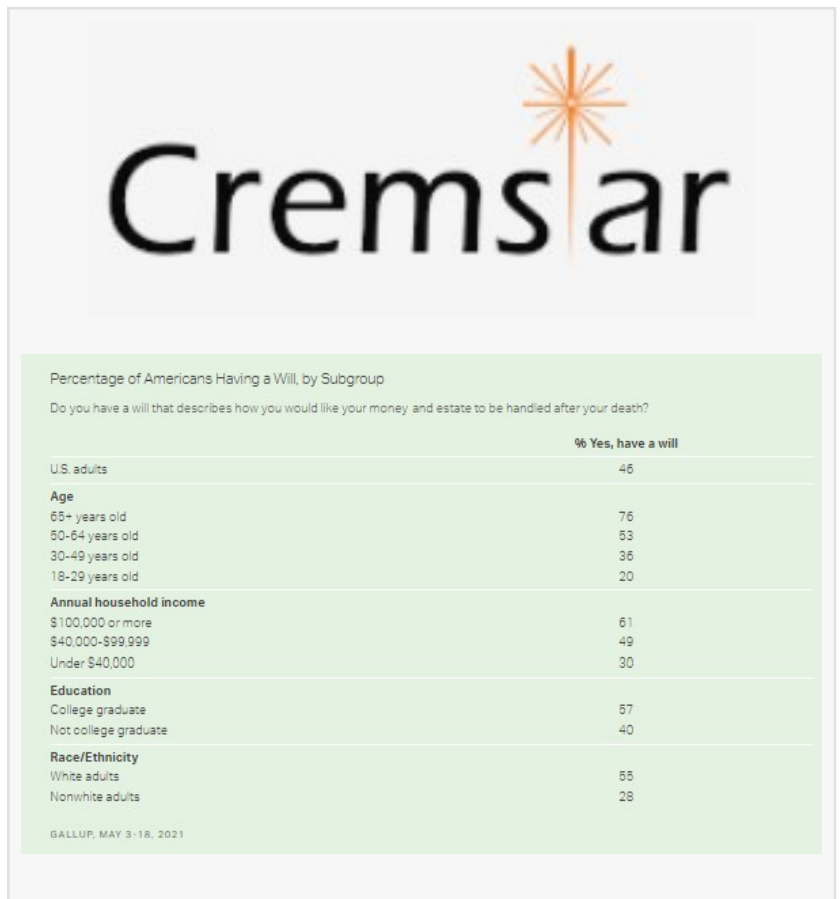 Cremstar
Percentage of Americans Having a Will, by Subgroup
Do you have a will that describes how you would like your money and estate to be handled after your death?
% Yes, have a will
U.S. adults 46
Age
65+ years old 76
50-64 years old 53
30-49 years old 36
18-29 years old 20
Annual household income
$100,000 or more 61
$40,000-$99,999 49
Under $40,000 30
Education
College graduate 57
Not college graduate 40
Race/Ethnicity
White adults 55
Nonwhite adults 28
GALLUP, MAY 3-18, 2021